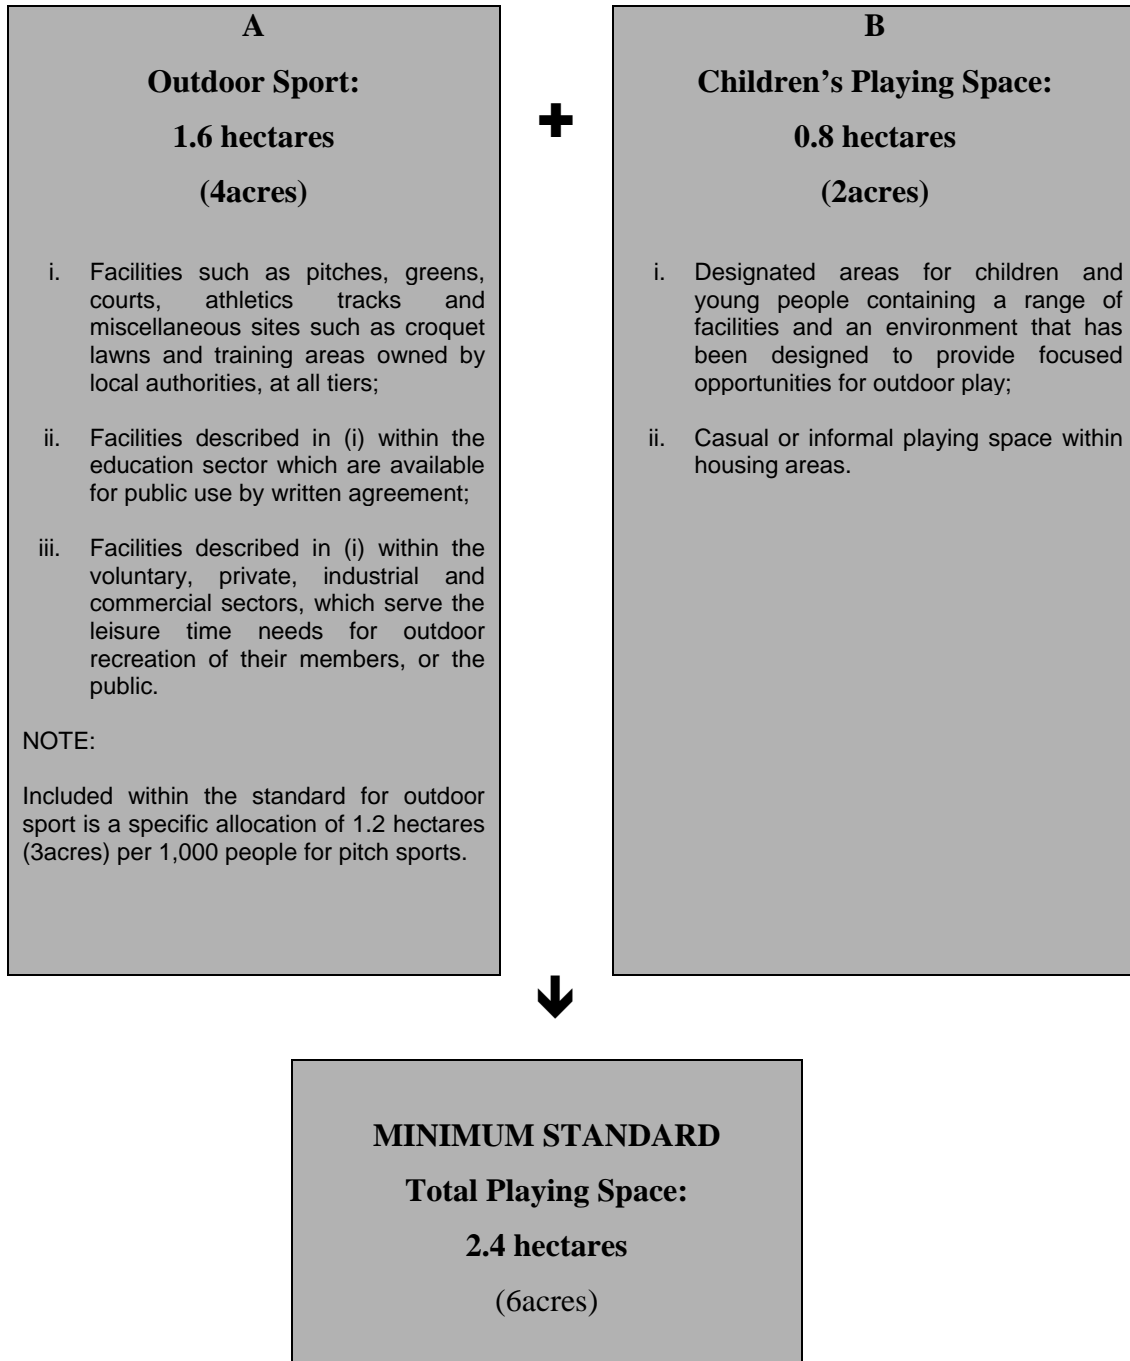 A
Outdoor Sport:
1.6 hectares
(4acres)
i. Facilities such as pitches, greens,
courts, athletics tracks and
miscellaneous sites such as croquet
lawns and training areas owned by
local authorities, at all tiers;
ii. Facilities described in (i) within the
education sector which are available
for public use by written agreement;
iii. Facilities described in (i) within the
voluntary, private, industrial and
commercial sectors, which serve the
leisure time needs for outdoor
recreation of their members, or the
public.
NOTE:
Included within the standard for outdoor
sport is a specific allocation of 1.2 hectares
(3acres) per 1,000 people for pitch sports.
B
Children’s Playing Space:
0.8 hectares
(2acres)
i. Designated areas for children and
young people containing a range of
facilities and an environment that has
been designed to provide focused
opportunities for outdoor play;
ii. Casual or informal playing space within
housing areas.
MINIMUM STANDARD
Total Playing Space:
2.4 hectares
(6acres)